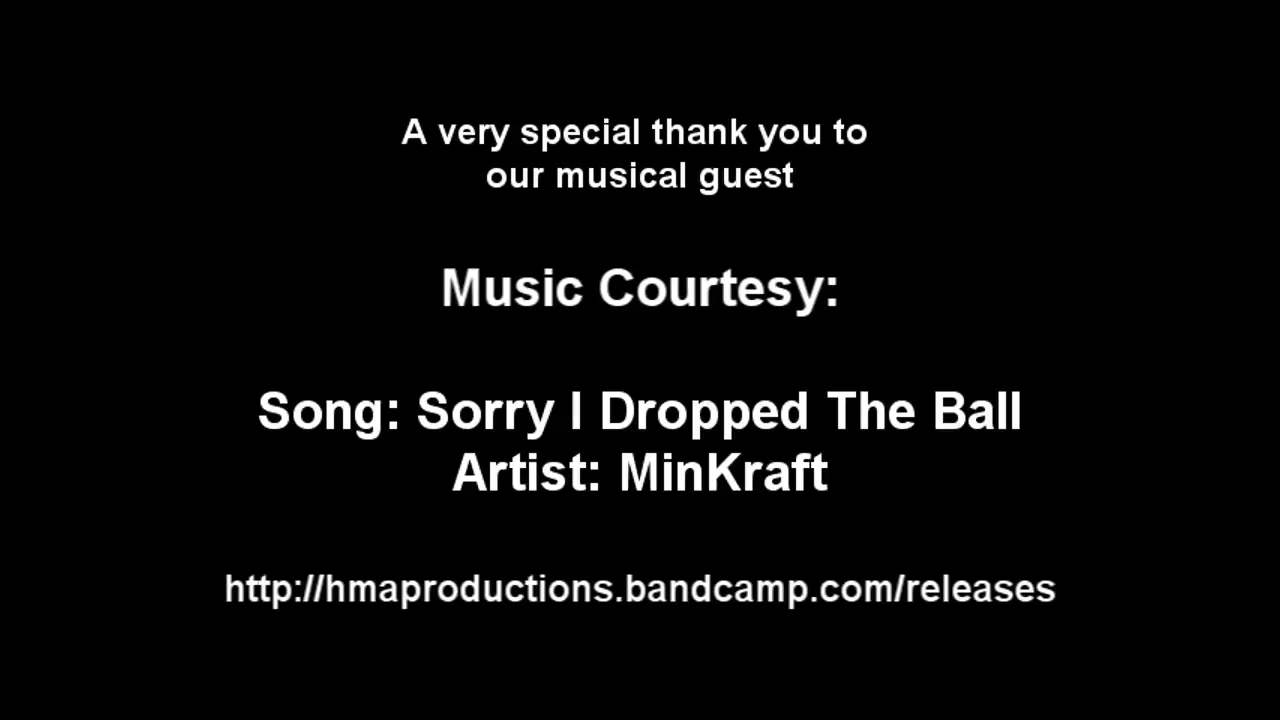 A very special thank you to
our musical guest
Music Courtesy:
Song: Sorry I Dropped The Ball
Artist: MinKraft
http://hmaproductions.bandcamp.com/releases